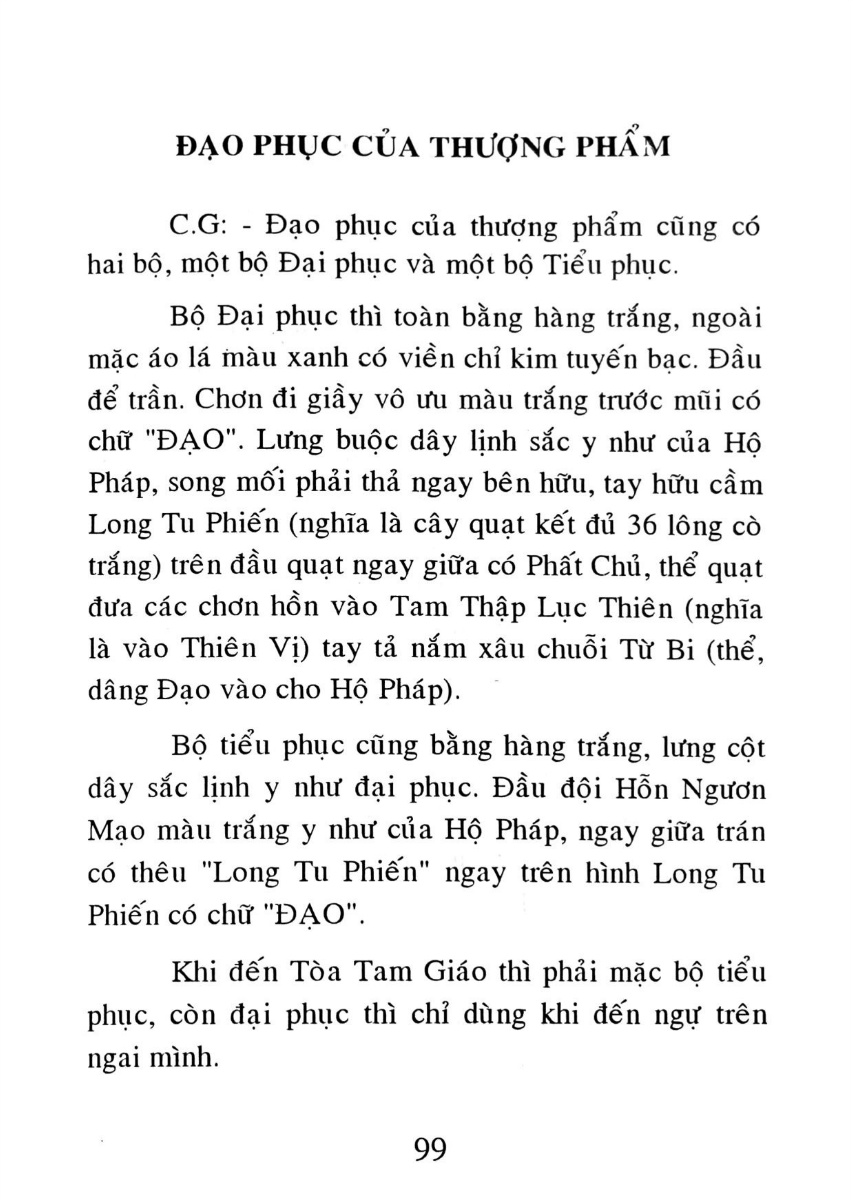 ĐẠO PHỤC CỦA THƯỢNG PHẨM
C.G: - Đạo phục của thượng phẩm cũng có
hai bộ, một bộ Đại phục và một bộ Tiểu phục.
Bộ Đại phục thì toàn bằng hàng trắng, ngoài
mặc áo lá màu xanh có viền chỉ kim tuyến bạc. Đầu
để trần. Chơn đi giầy vô ưu màu trắng trước mũi có
chữ "ĐẠO". Lưng buộc dây lịnh sắc y như của Hộ
Pháp, song mối phải thả ngay bên hữu, tay hữu cầm
Long Tu Phiến (nghĩa là cây quạt kết đủ 36 lông cò
trắng) trên đầu quạt ngay giữa có Phất Chủ, thể quạt
đưa các chơn hồn vào Tam Thập Lục Thiên (nghĩa
là vào Thiên Vị) tay tả nắm xâu chuỗi Từ Bi (thể,
dâng Đạo vào cho Hộ Pháp).
Bộ tiểu phục cũng bằng hàng trắng, lưng cột
dây sắc lịnh y như đại phục. Đầu đội Hỗn Ngươn
Mạo màu trắng y như của Hộ Pháp, ngay giữa trán
có thêu "Long Tu Phiến" ngay trên hình Long Tu
Phiến có chữ "ĐẠO".
Khi đến Tòa Tam Giáo thì phải mặc bộ tiểu
phục, còn đại phục thì chỉ dùng khi đến ngự trên
ngai mình.
99